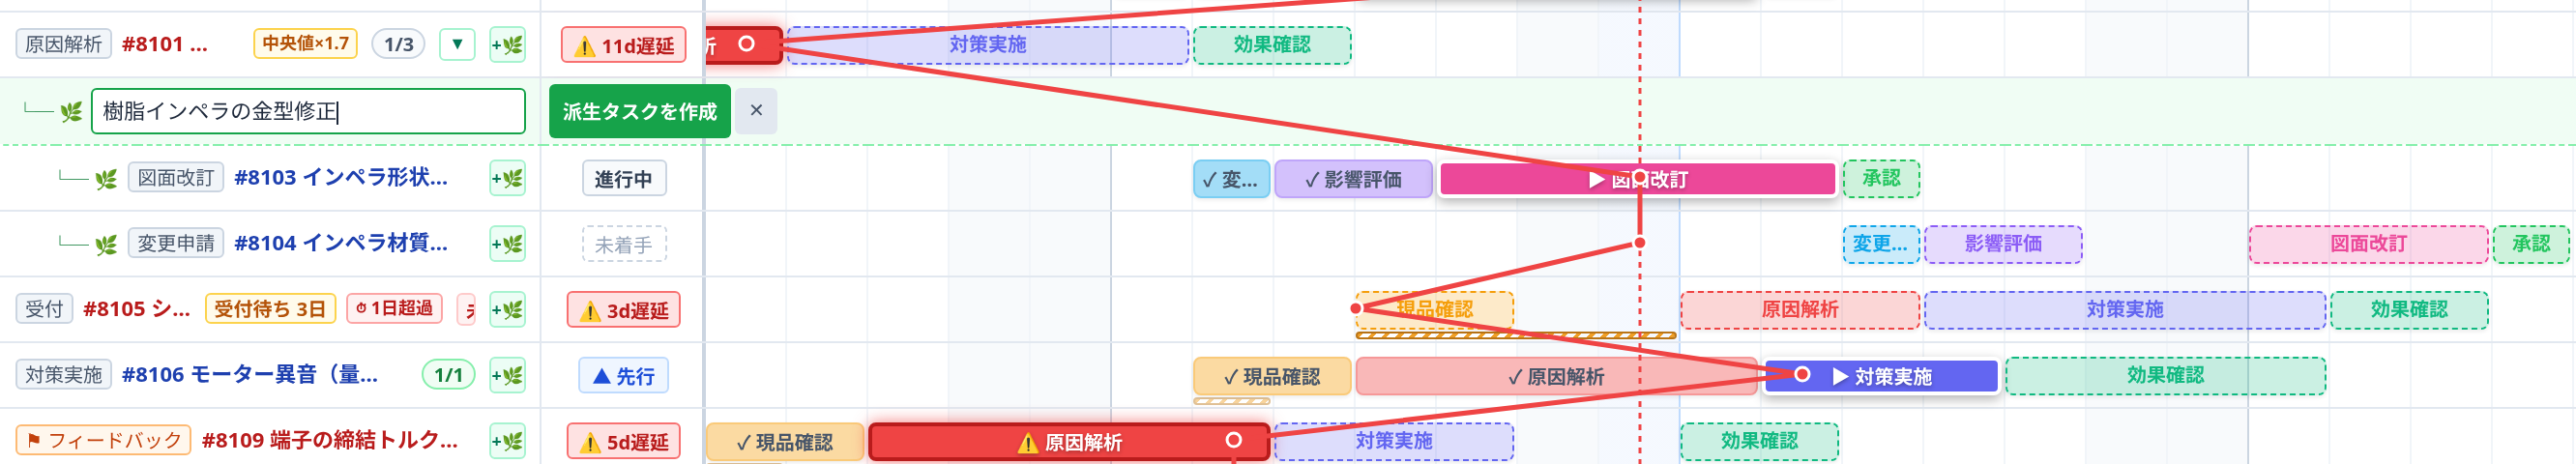 原因解析 #8101 ... 中央値×1.7 1/3 ▼ +🌿 ⚠️ 11d遅延 対策実施 効果確認
樹脂インペラの金型修正 派生タスクを作成 ×
図面改訂 #8103 インペラ形状... +🌿 進行中 ✓ 変... ✓ 影響評価 ▶ 図面改訂 承認
変更申請 #8104 インペラ材質... +🌿 未着手 変更... 影響評価 図面改訂 承認
受付 #8105 シ... 受付待ち 3日 ⏱ 1日超過 +🌿 ⚠️ 3d遅延 現品確認 原因解析 対策実施 効果確認
対策実施 #8106 モーター異音（量... 1/1 +🌿 ▲ 先行 ✓ 現品確認 ✓ 原因解析 ▶ 対策実施 効果確認
⚑ フィードバック #8109 端子の締結トルク... +🌿 ⚠️ 5d遅延 ✓ 現品確認 ⚠️ 原因解析 対策実施 効果確認